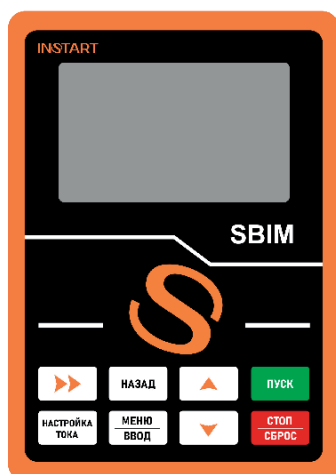 INSTART
SBIM
НАЗАД
ПУСК
НАСТРОЙКА
ТОКА
МЕНЮ
ВВОД
СТОП
СБРОС